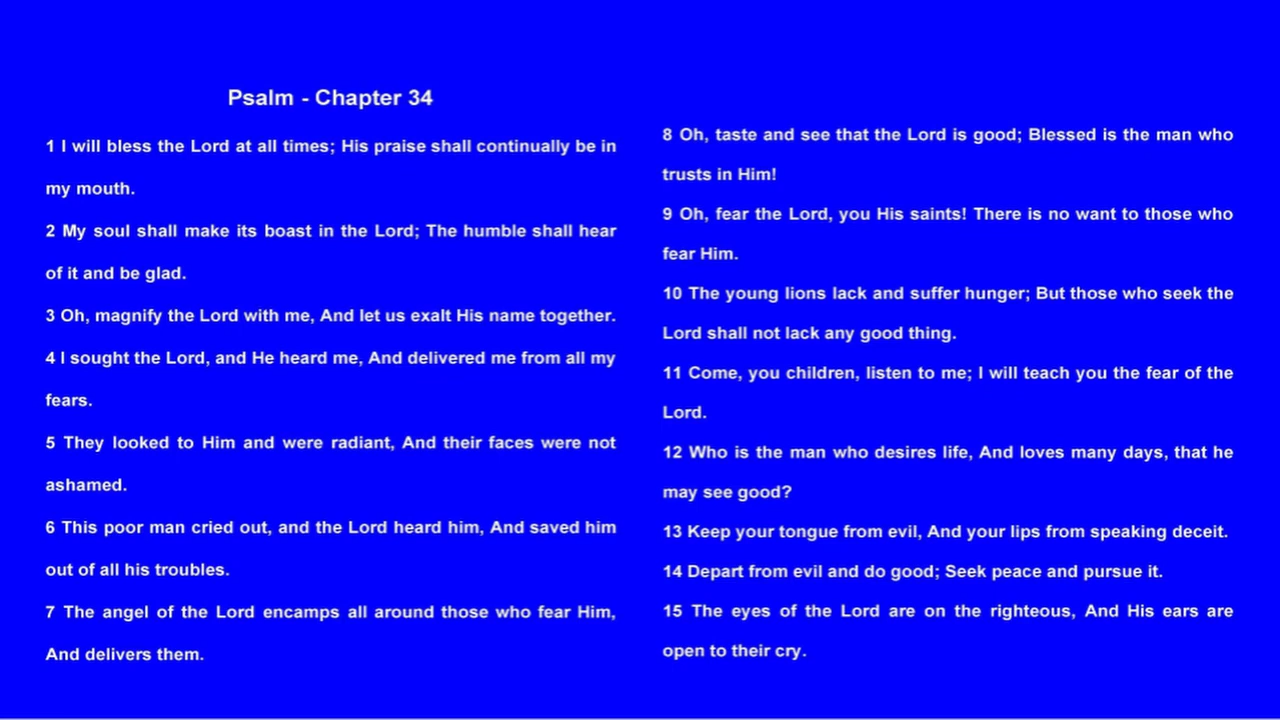 Psalm - Chapter 34
1 I will bless the Lord at all times; His praise shall continually be in
my mouth.
2 My soul shall make its boast in the Lord; The humble shall hear
of it and be glad.
3 Oh, magnify the Lord with me, And let us exalt His name together.
4 I sought the Lord, and He heard me, And delivered me from all my
fears.
5 They looked to Him and were radiant, And their faces were not
ashamed.
6 This poor man cried out, and the Lord heard him, And saved him
out of all his troubles.
7 The angel of the Lord encamps all around those who fear Him,
And delivers them.
8 Oh, taste and see that the Lord is good; Blessed is the man who
trusts in Him!
9 Oh, fear the Lord, you His saints! There is no want to those who
fear Him.
10 The young lions lack and suffer hunger; But those who seek the
Lord shall not lack any good thing.
11 Come, you children, listen to me; I will teach you the fear of the
Lord.
12 Who is the man who desires life, And loves many days, that he
may see good?
13 Keep your tongue from evil, And your lips from speaking deceit.
14 Depart from evil and do good; Seek peace and pursue it.
15 The eyes of the Lord are on the righteous, And His ears are
open to their cry.